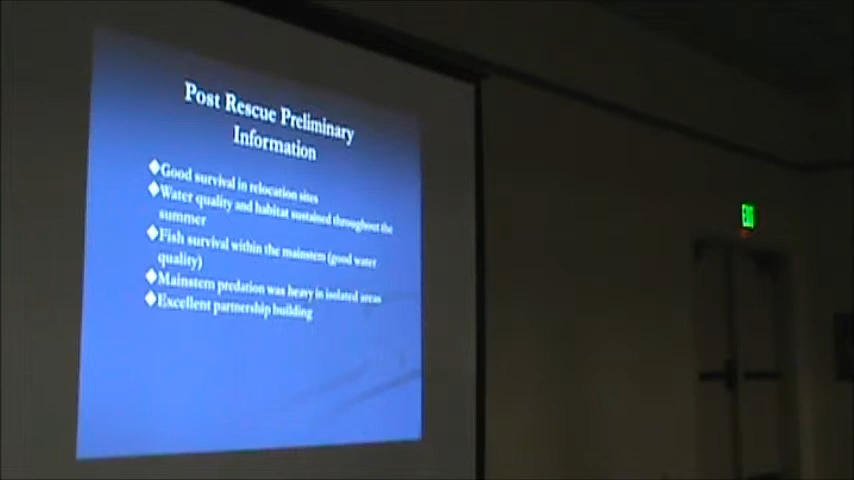 Post Rescue Preliminary
Information
◆Good survival in relocation sites
◆Water quality and habitat sustained throughout the
summer
◆Fish survival within the mainstem (good water
quality)
◆Mainstem predation was heavy in isolated areas
◆Excellent partnership building
EXIT